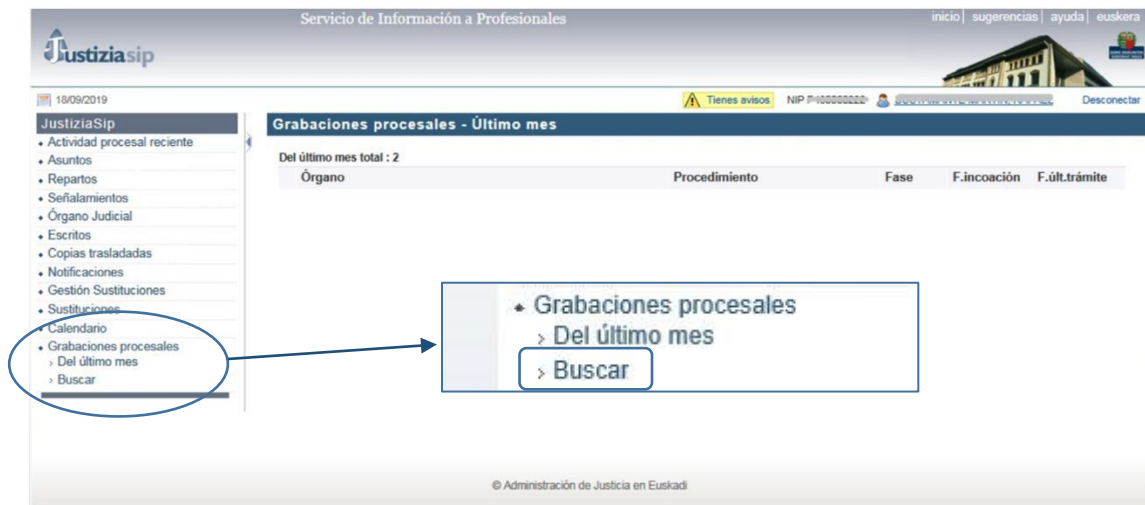 Servicio de Información a Profesionales
inicio| sugerencias| ayuda| euskera
Justiziasip
18/09/2019
Tienes avisos NIP Desconectar
JustiziaSip
Actividad procesal reciente
Asuntos
Repartos
Señalamientos
Órgano Judicial
Escritos
Copias trasladadas
Notificaciones
Gestión Sustituciones
Sustituciones
Calendario
Grabaciones procesales
› Del último mes
› Buscar
Grabaciones procesales - Último mes
Del último mes total : 2
Órgano Procedimiento Fase F.incoación F.últ.trámite
Grabaciones procesales
› Del último mes
› Buscar
© Administración de Justicia en Euskadi